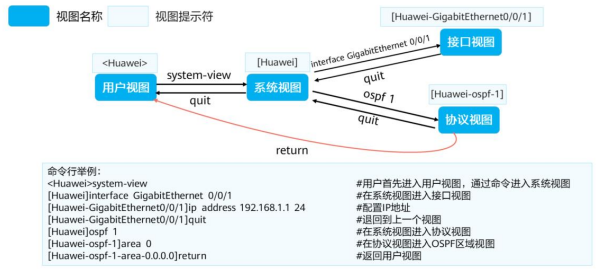 视图名称 视图提示符
[Huawei-GigabitEthernet0/0/1]
接口视图
<Huawei>
[Huawei]
interface GigabitEthernet 0/0/1
quit
用户视图
system-view
quit
系统视图
ospf 1
quit
[Huawei-ospf-1]
协议视图
return
命令行举例：
<Huawei>system-view #用户首先进入用户视图，通过命令进入系统视图
[Huawei]interface GigabitEthernet 0/0/1 #在系统视图进入接口视图
[Huawei-GigabitEthernet0/0/1]ip address 192.168.1.1 24 #配置IP地址
[Huawei-GigabitEthernet0/0/1]quit #退回到上一个视图
[Huawei]ospf 1 #在系统视图进入协议视图
[Huawei-ospf-1]area 0 #在协议视图进入OSPF区域视图
[Huawei-ospf-1-area-0.0.0.0]return #返回用户视图